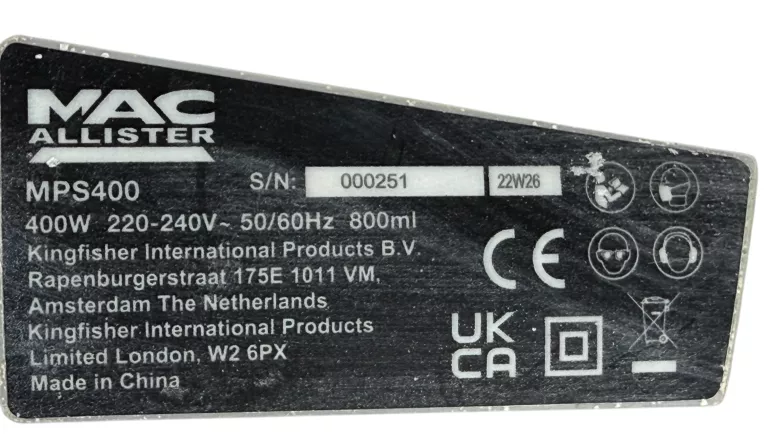 MAC
ALLISTER
MPS400
S/N: 000251 22W26
400W 220-240V~ 50/60Hz 800ml
Kingfisher International Products B.V.
Rapenburgerstraat 175E 1011 VM,
Amsterdam The Netherlands
Kingfisher International Products
Limited London, W2 6PX
Made in China
CE
UK
CA